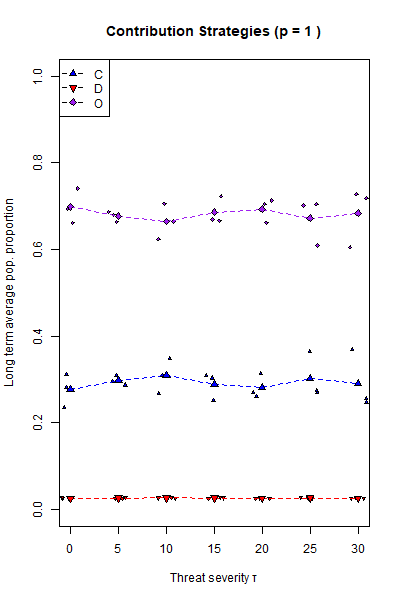 Contribution Strategies (p = 1 )
C
D
O
1.0
0.8
0.6
0.4
0.2
0.0
Long term average pop. proportion
0 5 10 15 20 25 30
Threat severity τ